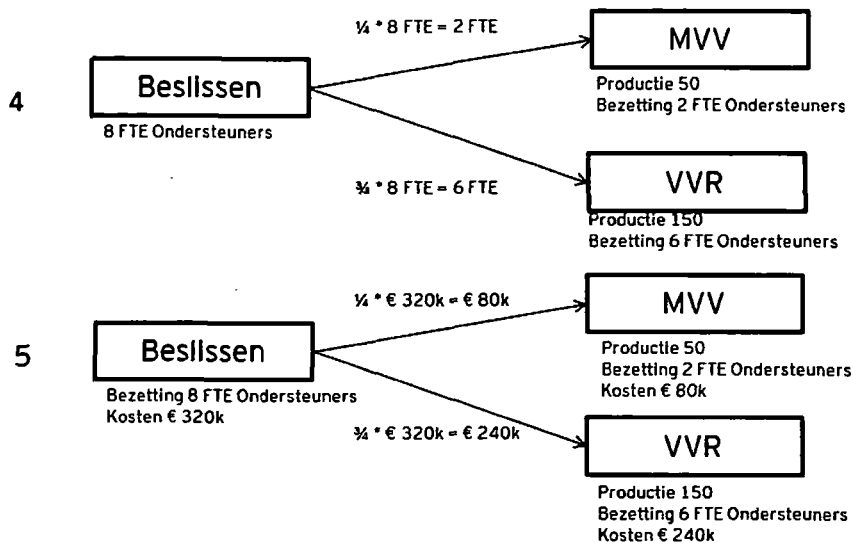 4
Beslissen
8 FTE Ondersteuners
¼ * 8 FTE = 2 FTE
MVV
Productie 50
Bezetting 2 FTE Ondersteuners
¾ * 8 FTE = 6 FTE
VVR
Productie 150
Bezetting 6 FTE Ondersteuners
5
Beslissen
Bezetting 8 FTE Ondersteuners
Kosten € 320k
¼ * € 320k = € 80k
MVV
Productie 50
Bezetting 2 FTE Ondersteuners
Kosten € 80k
¾ * € 320k = € 240k
VVR
Productie 150
Bezetting 6 FTE Ondersteuners
Kosten € 240k